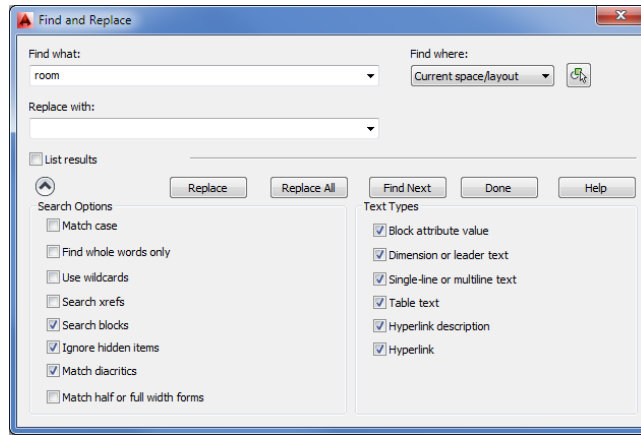 Find and Replace
Find what:
Find where:
room
Current space/layout
Replace with:
List results
Replace
Replace All
Find Next
Done
Help
Search Options
Match case
Find whole words only
Use wildcards
Search xrefs
Search blocks
Ignore hidden items
Match diacritics
Match half or full width forms
Text Types
Block attribute value
Dimension or leader text
Single-line or multiline text
Table text
Hyperlink description
Hyperlink